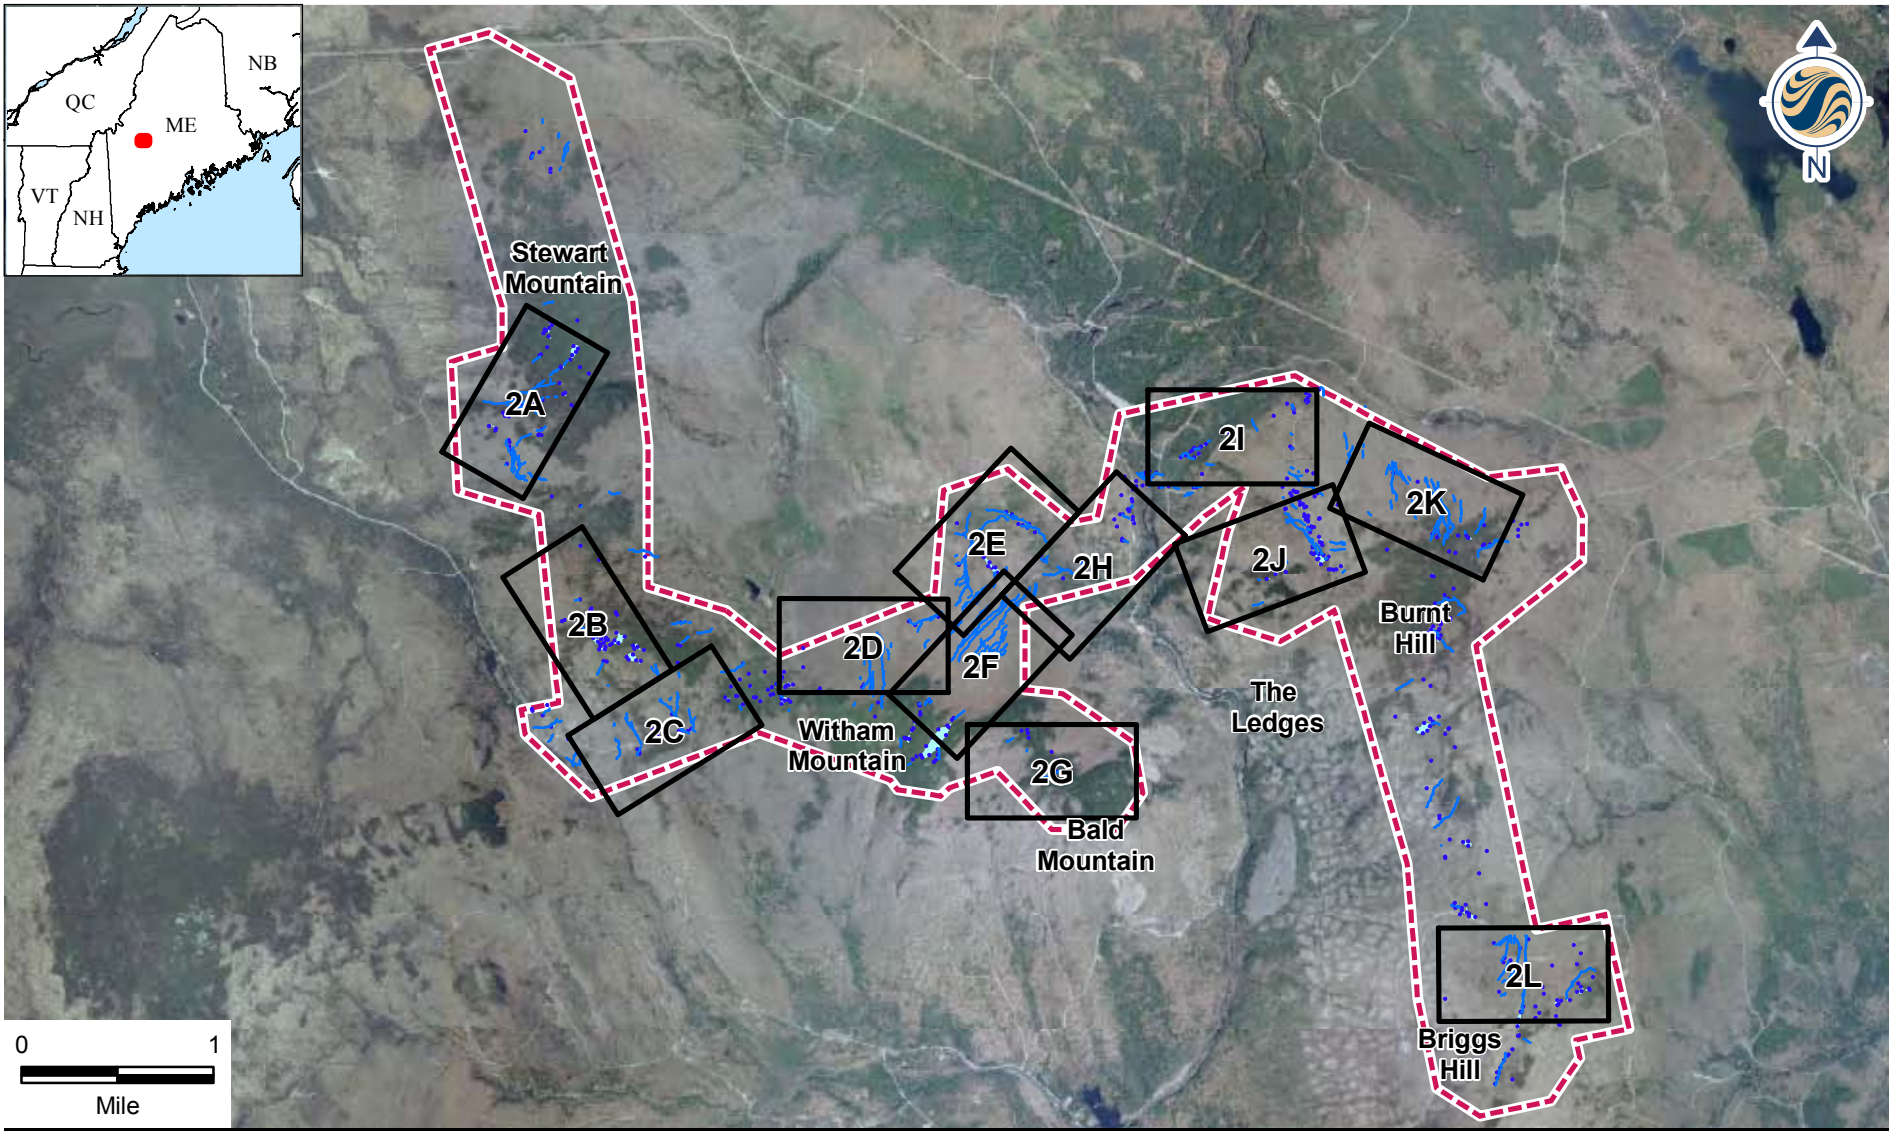 NB
QC
ME
VT
NH
N
Stewart
Mountain
2A
2I
2K
2E
2J
2H
2B
Burnt
Hill
2D
2F
2C
The
Ledges
Witham
Mountain
2G
Bald
Mountain
2L
Briggs
Hill
0 1
Mile